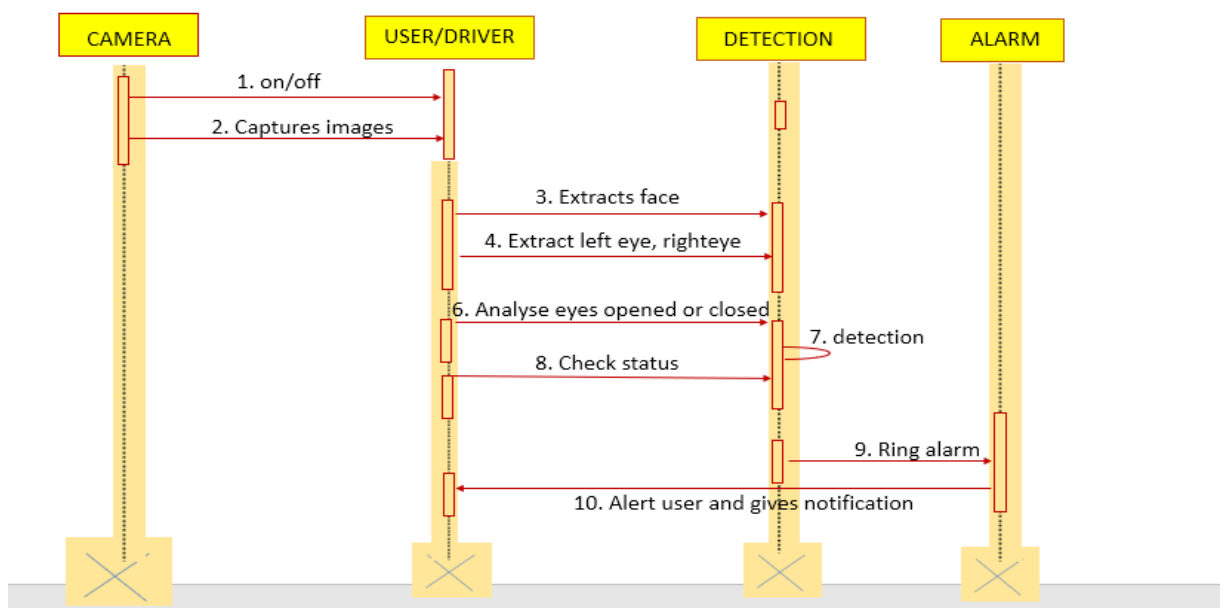 CAMERA
USER/DRIVER
DETECTION
ALARM
1. on/off
2. Captures images
3. Extracts face
4. Extract left eye, righteye
6. Analyse eyes opened or closed
7. detection
8. Check status
9. Ring alarm
10. Alert user and gives notification